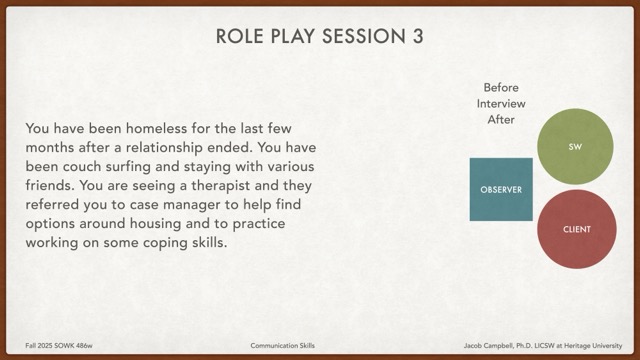 ROLE PLAY SESSION 3
You have been homeless for the last few
months after a relationship ended. You have
been couch surfing and staying with various
friends. You are seeing a therapist and they
referred you to case manager to help find
options around housing and to practice
working on some coping skills.
Before
Interview
After
SW
OBSERVER
CLIENT
Fall 2025 SOWK 486w
Communication Skills
Jacob Campbell, Ph.D. LICSW at Heritage University